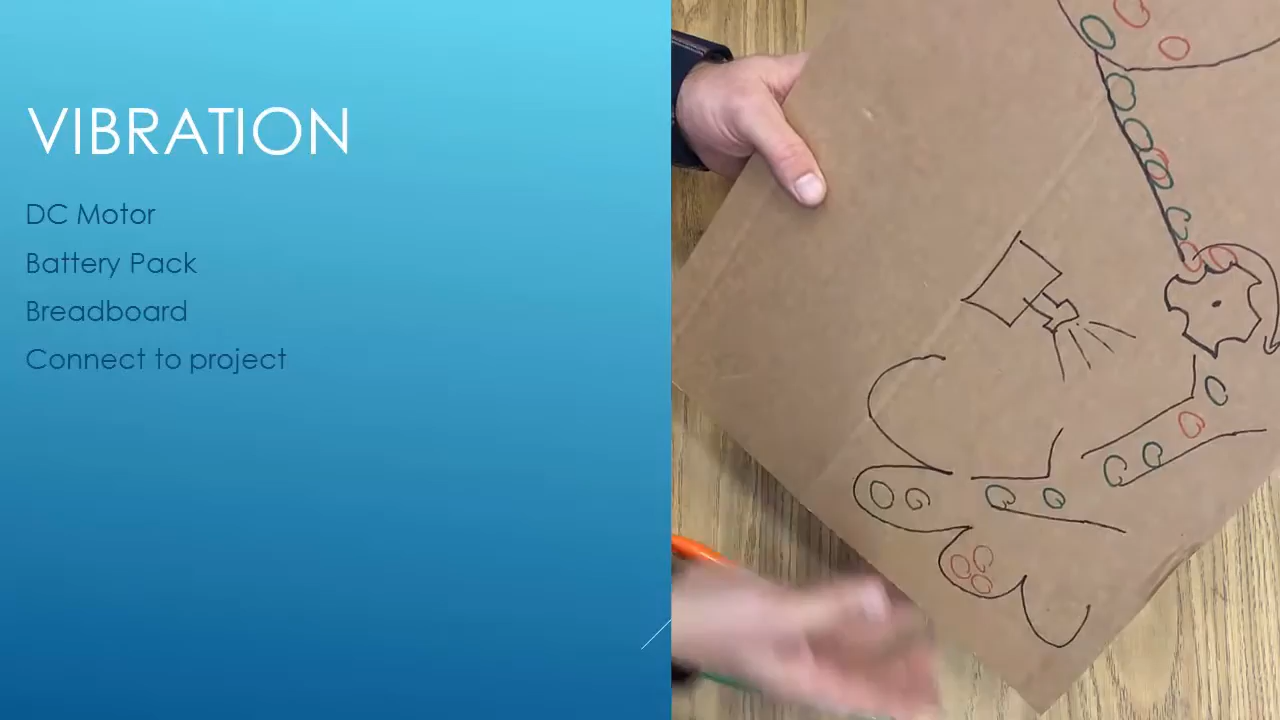 VIBRATION
DC Motor
Battery Pack
Breadboard
Connect to project